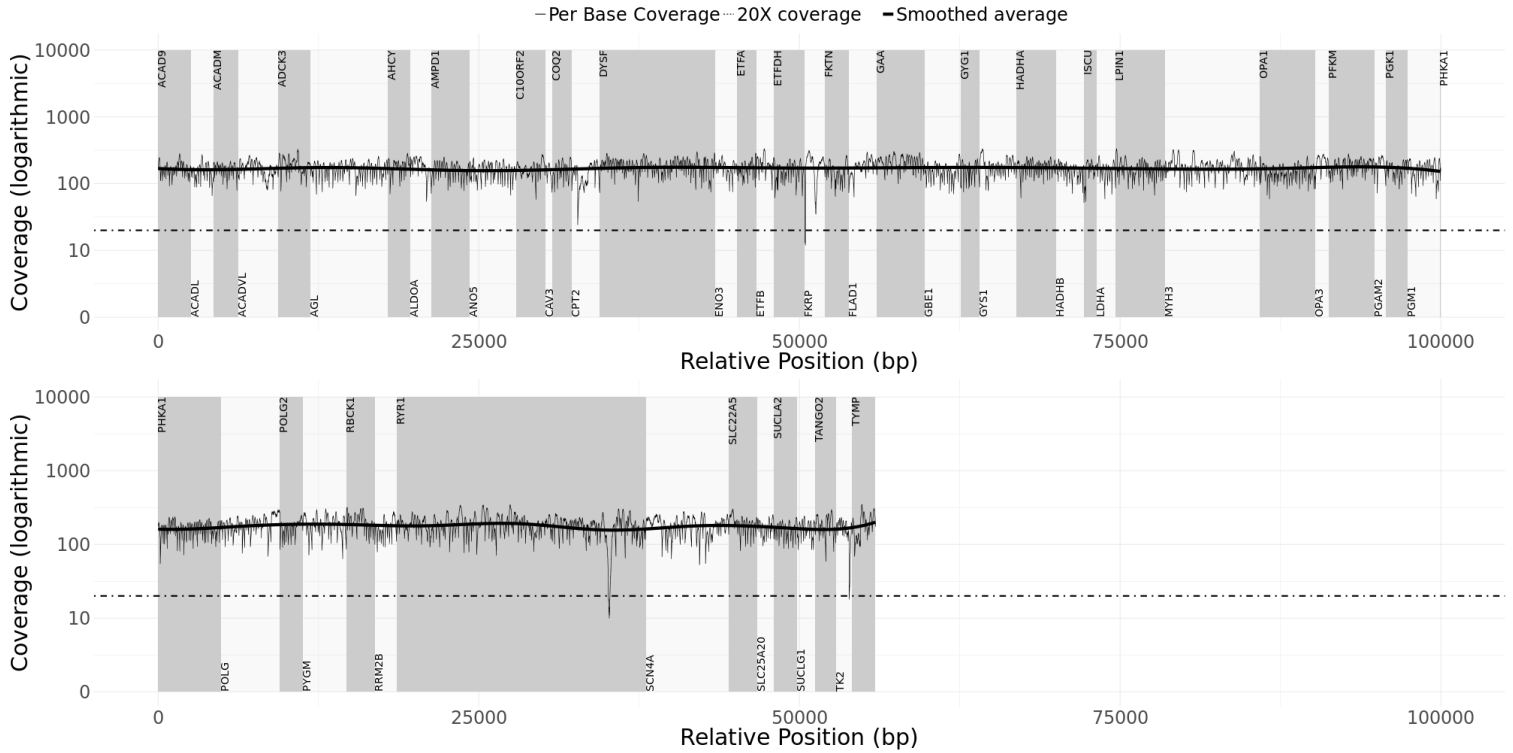 Per Base Coverage 20X coverage Smoothed average
Coverage (logarithmic)
10000
1000
100
10
0
ACAD9 ACADM ADCK3 AHCY AMPD1 C10ORF2 COQ2 DYSF ETFA ETFDH FKTN GAA GYG1 HADHA ISCU LPIN1 OPA1 PFKM PGK1 PHKA1
ACADL ACADVL AGL ALDOA ANO5 CAV3 CPT2 ENO3 ETFB FKRP FLAD1 GBE1 GYS1 HADHB LDHA MYH3 OPA3 PGAM2 PGM1
0 25000 50000 75000 100000
Relative Position (bp)
Coverage (logarithmic)
10000
1000
100
10
0
PHKA1 POLG2 RBCK1 RYR1 SLC22A5 SUCLA2 TANGO2 TYMP
POLG PYGM RRM2B SCN4A SLC25A20 SUCLG1 TK2
0 25000 50000 75000 100000
Relative Position (bp)